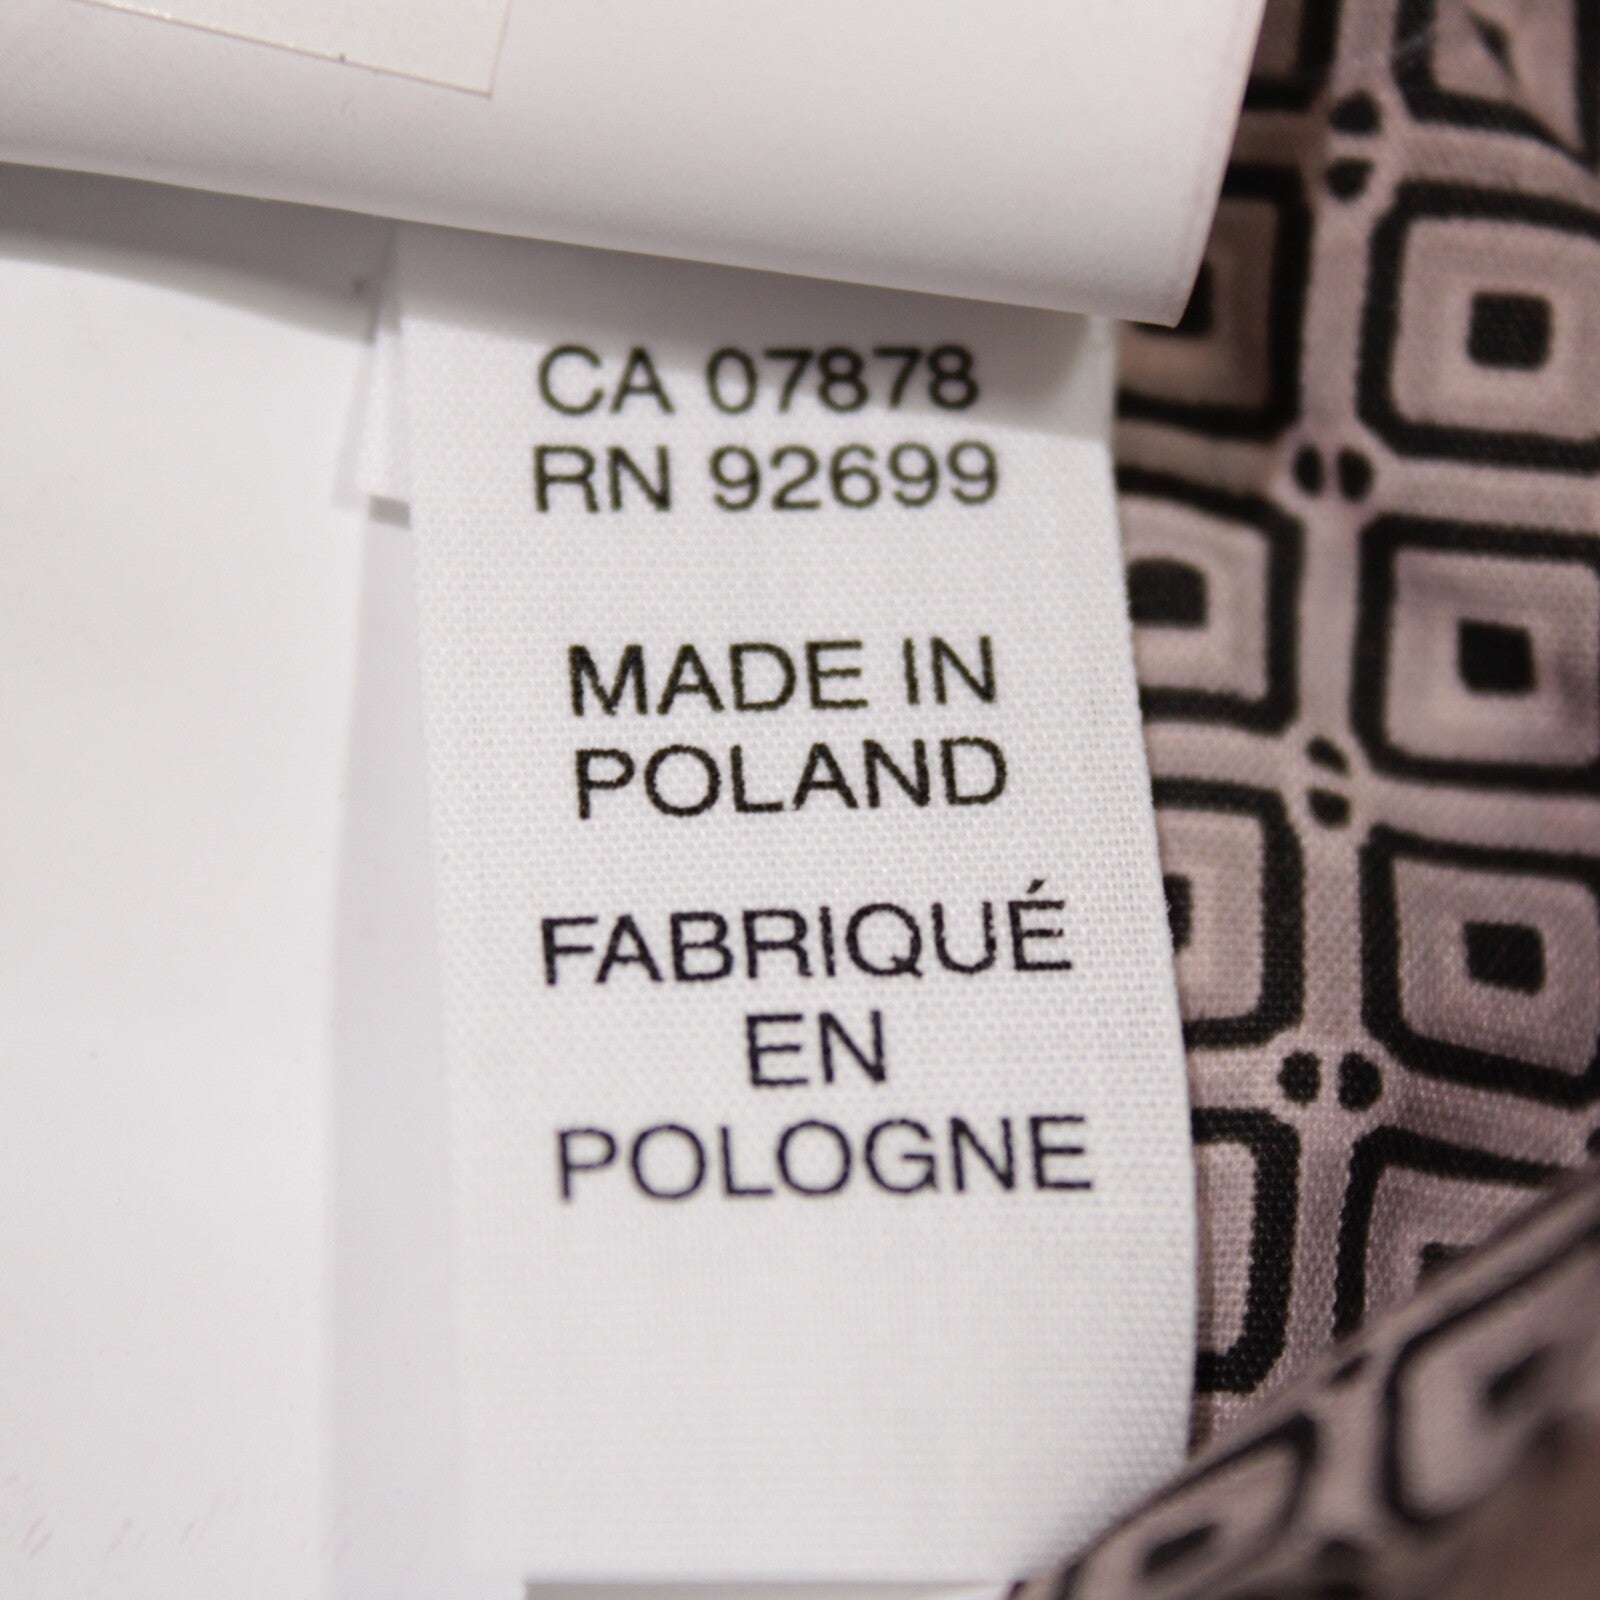 CA 07878
RN 92699
MADE IN
POLAND
FABRIQUÉ
EN
POLOGNE